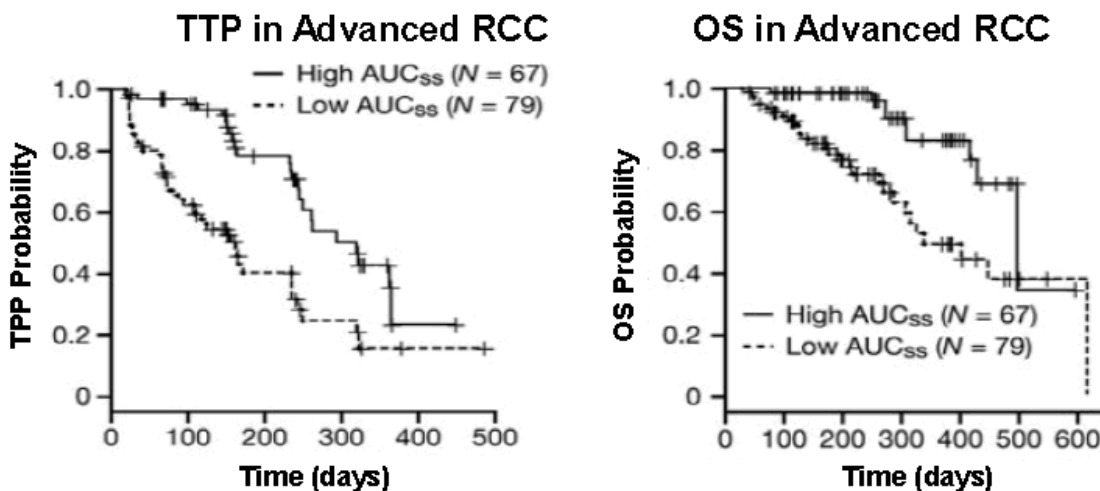 TTP in Advanced RCC
High AUCSS (N = 67)
Low AUCSS (N = 79)
1.0
0.8
0.6
0.4
0.2
0
TPP Probability
0 100 200 300 400 500
Time (days)
OS in Advanced RCC
1.0
0.8
0.6
0.4
0.2
0
OS Probability
High AUCSS (N = 67)
Low AUCSS (N = 79)
0 100 200 300 400 500 600
Time (days)